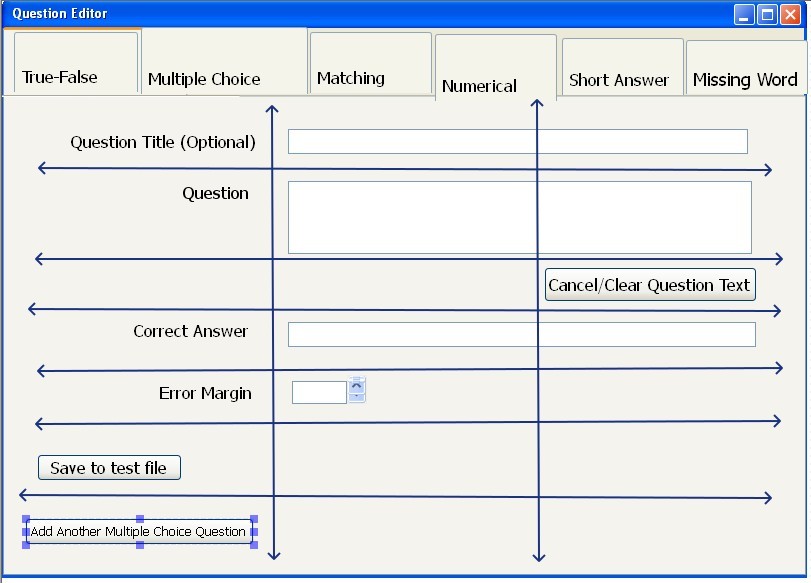 Question Editor
True-False
Multiple Choice
Matching
Numerical
Short Answer
Missing Word
Question Title (Optional)
Question
Cancel/Clear Question Text
Correct Answer
Error Margin
Save to test file
Add Another Multiple Choice Question